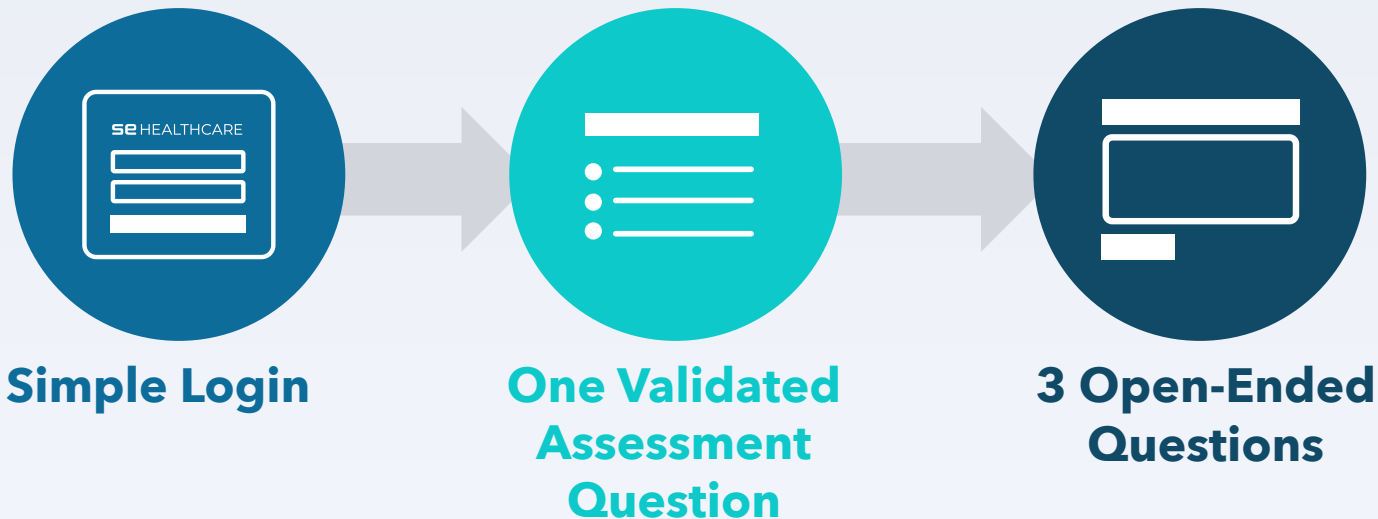 se HEALTHCARE
Simple Login
One Validated
Assessment
Question
3 Open-Ended
Questions